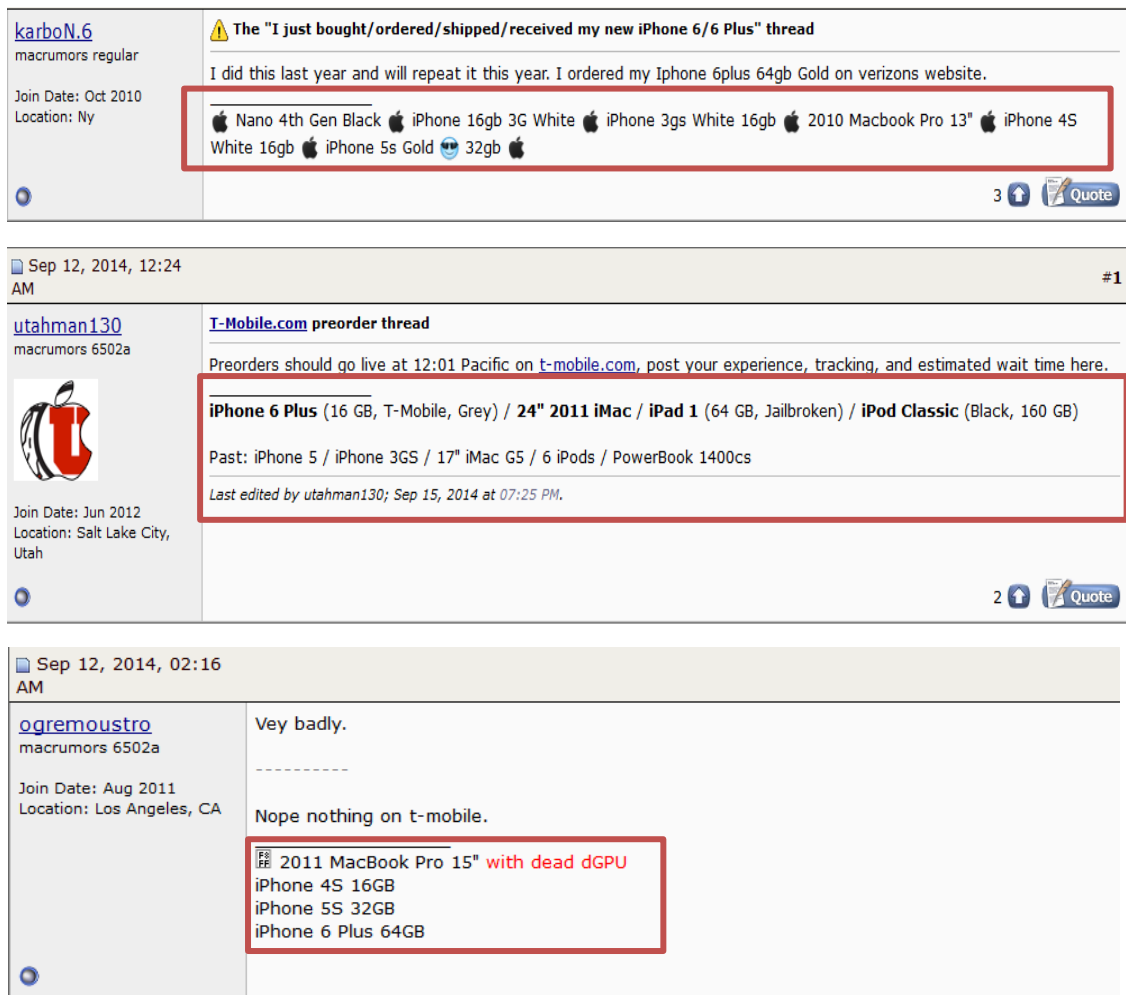 karboN.6
macrumors regular
Join Date: Oct 2010
Location: Ny
The "I just bought/ordered/shipped/received my new iPhone 6/6 Plus" thread
I did this last year and will repeat it this year. I ordered my Iphone 6plus 64gb Gold on verizons website.
Nano 4th Gen Black iPhone 16gb 3G White iPhone 3gs White 16gb 2010 Macbook Pro 13" iPhone 4S
White 16gb iPhone 5s Gold 32gb
3 Quote
Sep 12, 2014, 12:24
AM
#1
utahman130
macrumors 6502a
U
Join Date: Jun 2012
Location: Salt Lake City,
Utah
T-Mobile.com preorder thread
Preorders should go live at 12:01 Pacific on t-mobile.com, post your experience, tracking, and estimated wait time here.
iPhone 6 Plus (16 GB, T-Mobile, Grey) / 24" 2011 iMac / iPad 1 (64 GB, Jailbroken) / iPod Classic (Black, 160 GB)
Past: iPhone 5 / iPhone 3GS / 17" iMac G5 / 6 iPods / PowerBook 1400cs
Last edited by utahman130; Sep 15, 2014 at 07:25 PM.
2 Quote
Sep 12, 2014, 02:16
AM
ogremoustro
macrumors 6502a
Join Date: Aug 2011
Location: Los Angeles, CA
Vey badly.
----------
Nope nothing on t-mobile.
2011 MacBook Pro 15" with dead dGPU
iPhone 4S 16GB
iPhone 5S 32GB
iPhone 6 Plus 64GB